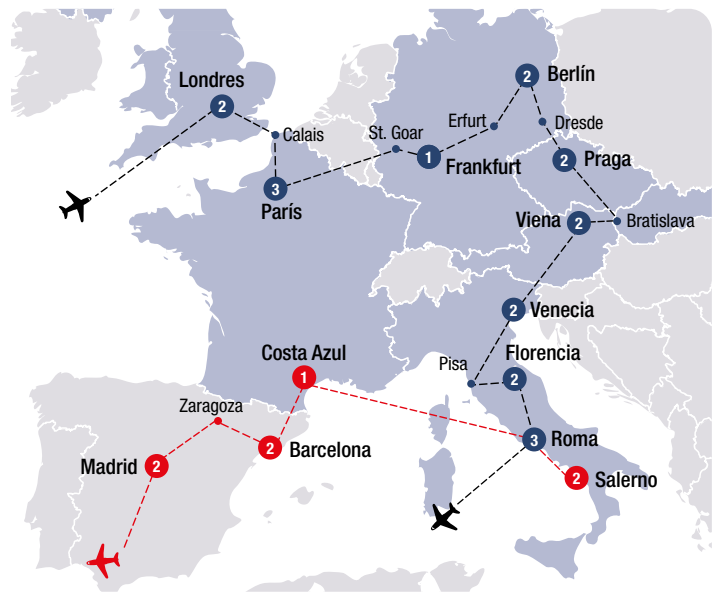 Londres
2
Calais
3
París
St. Goar
1
Frankfurt
Erfurt
2
Berlín
Dresde
2
Praga
Viena
2
Bratislava
2
Venecia
Pisa
Florencia
2
3
Roma
2
Salerno
Costa Azul
1
Zaragoza
2
Barcelona
Madrid
2